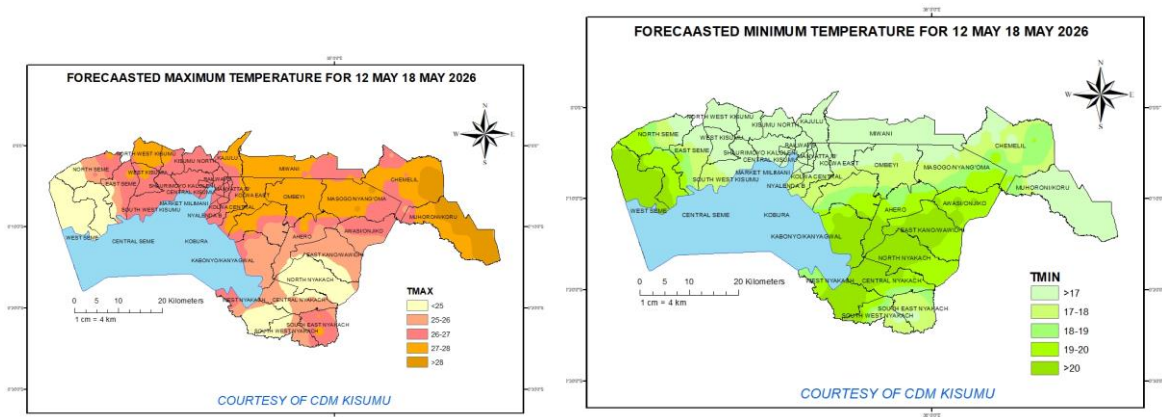 FORECAASTED MAXIMUM TEMPERATURE FOR 12 MAY 18 MAY 2026
N
W E
S
NORTH SEME
NORTH WEST KISUMU
KISUMU NORTH
KAJULU
MIWANI
CHEMELIL
EAST SEME
WEST KISUMU
RAILWAYS
SHAURIMOYO KALOLENI
MANYATTA 'B'
CENTRAL KISUMU
KOLWA EAST
OMBEYI
MASOGO/NYANG'OMA
MARKET MILIMANI
SOUTH WEST KISUMU
NYALENDA B
KOLWA CENTRAL
MUHORONI/KORU
WEST SEME
CENTRAL SEME
KOBURA
AHERO
AWASI/ONJIKO
KABONYO/KANYAGWAL
EAST KANO/WAWIDHI
NORTH NYAKACH
WEST NYAKACH
CENTRAL NYAKACH
SOUTH WEST NYAKACH
SOUTH EAST NYAKACH
0 5 10 20 Kilometers
1 cm = 4 km
TMAX
<25
25-26
26-27
27-28
>28
COURTESY OF CDM KISUMU
FORECAASTED MINIMUM TEMPERATURE FOR 12 MAY 18 MAY 2026
N
W E
S
NORTH WEST KISUMU
KISUMU NORTH
KAJULU
NORTH SEME
MIWANI
CHEMELIL
WEST KISUMU
RAILWAYS
EAST SEME
SHAURIMOYO KALOLENI
MANYATTA 'B'
CENTRAL KISUMU
KOLWA EAST
OMBEYI
MASOGO/NYANG'OMA
MARKET MILIMANI
SOUTH WEST KISUMU
NYALENDA B
KOLWA CENTRAL
MUHORONI/KORU
WEST SEME
CENTRAL SEME
KOBURA
AHERO
AWASI/ONJIKO
KABONYO/KANYAGWAL
EAST KANO/WAWIDHI
NORTH NYAKACH
WEST NYAKACH
CENTRAL NYAKACH
SOUTH WEST NYAKACH
SOUTH EAST NYAKACH
0 5 10 20 Kilometers
1 cm = 4 km
TMIN
>17
17-18
18-19
19-20
>20
COURTESY OF CDM KISUMU